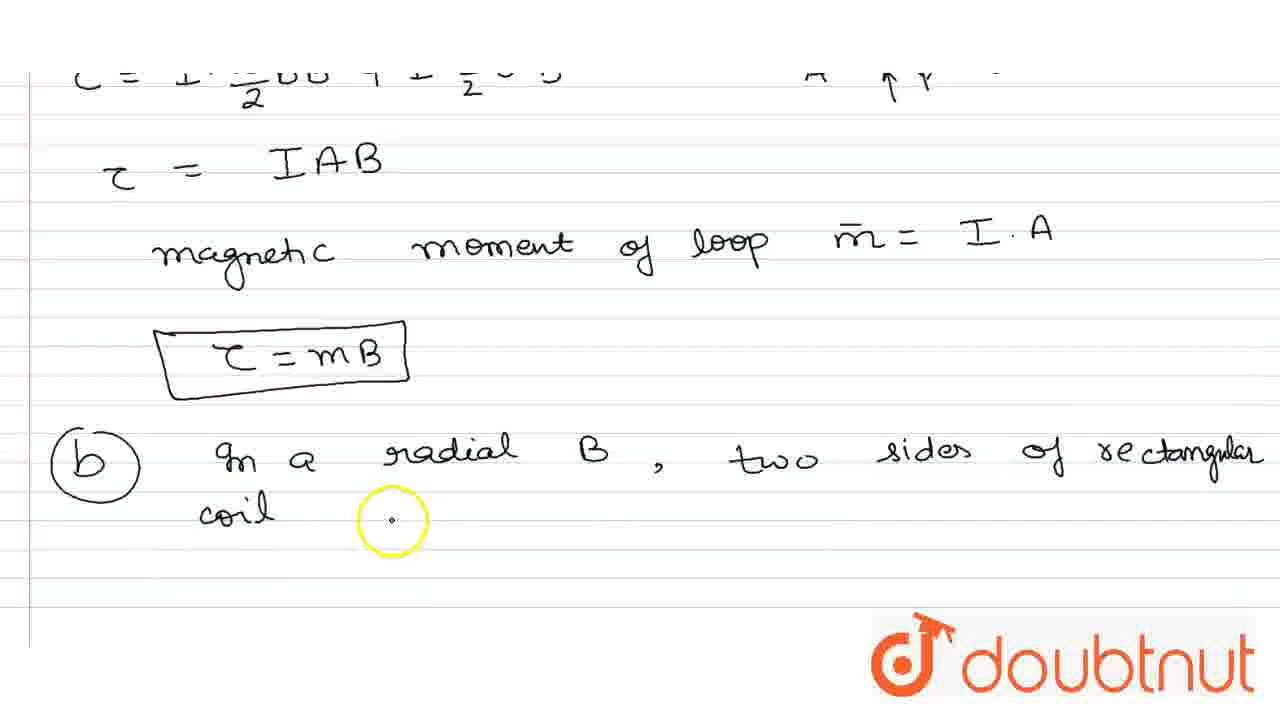 τ = IAB
magnetic moment of loop m̄ = I.A
τ = mB
b In a radial B, two sides of rectangular
coil
doubtnut